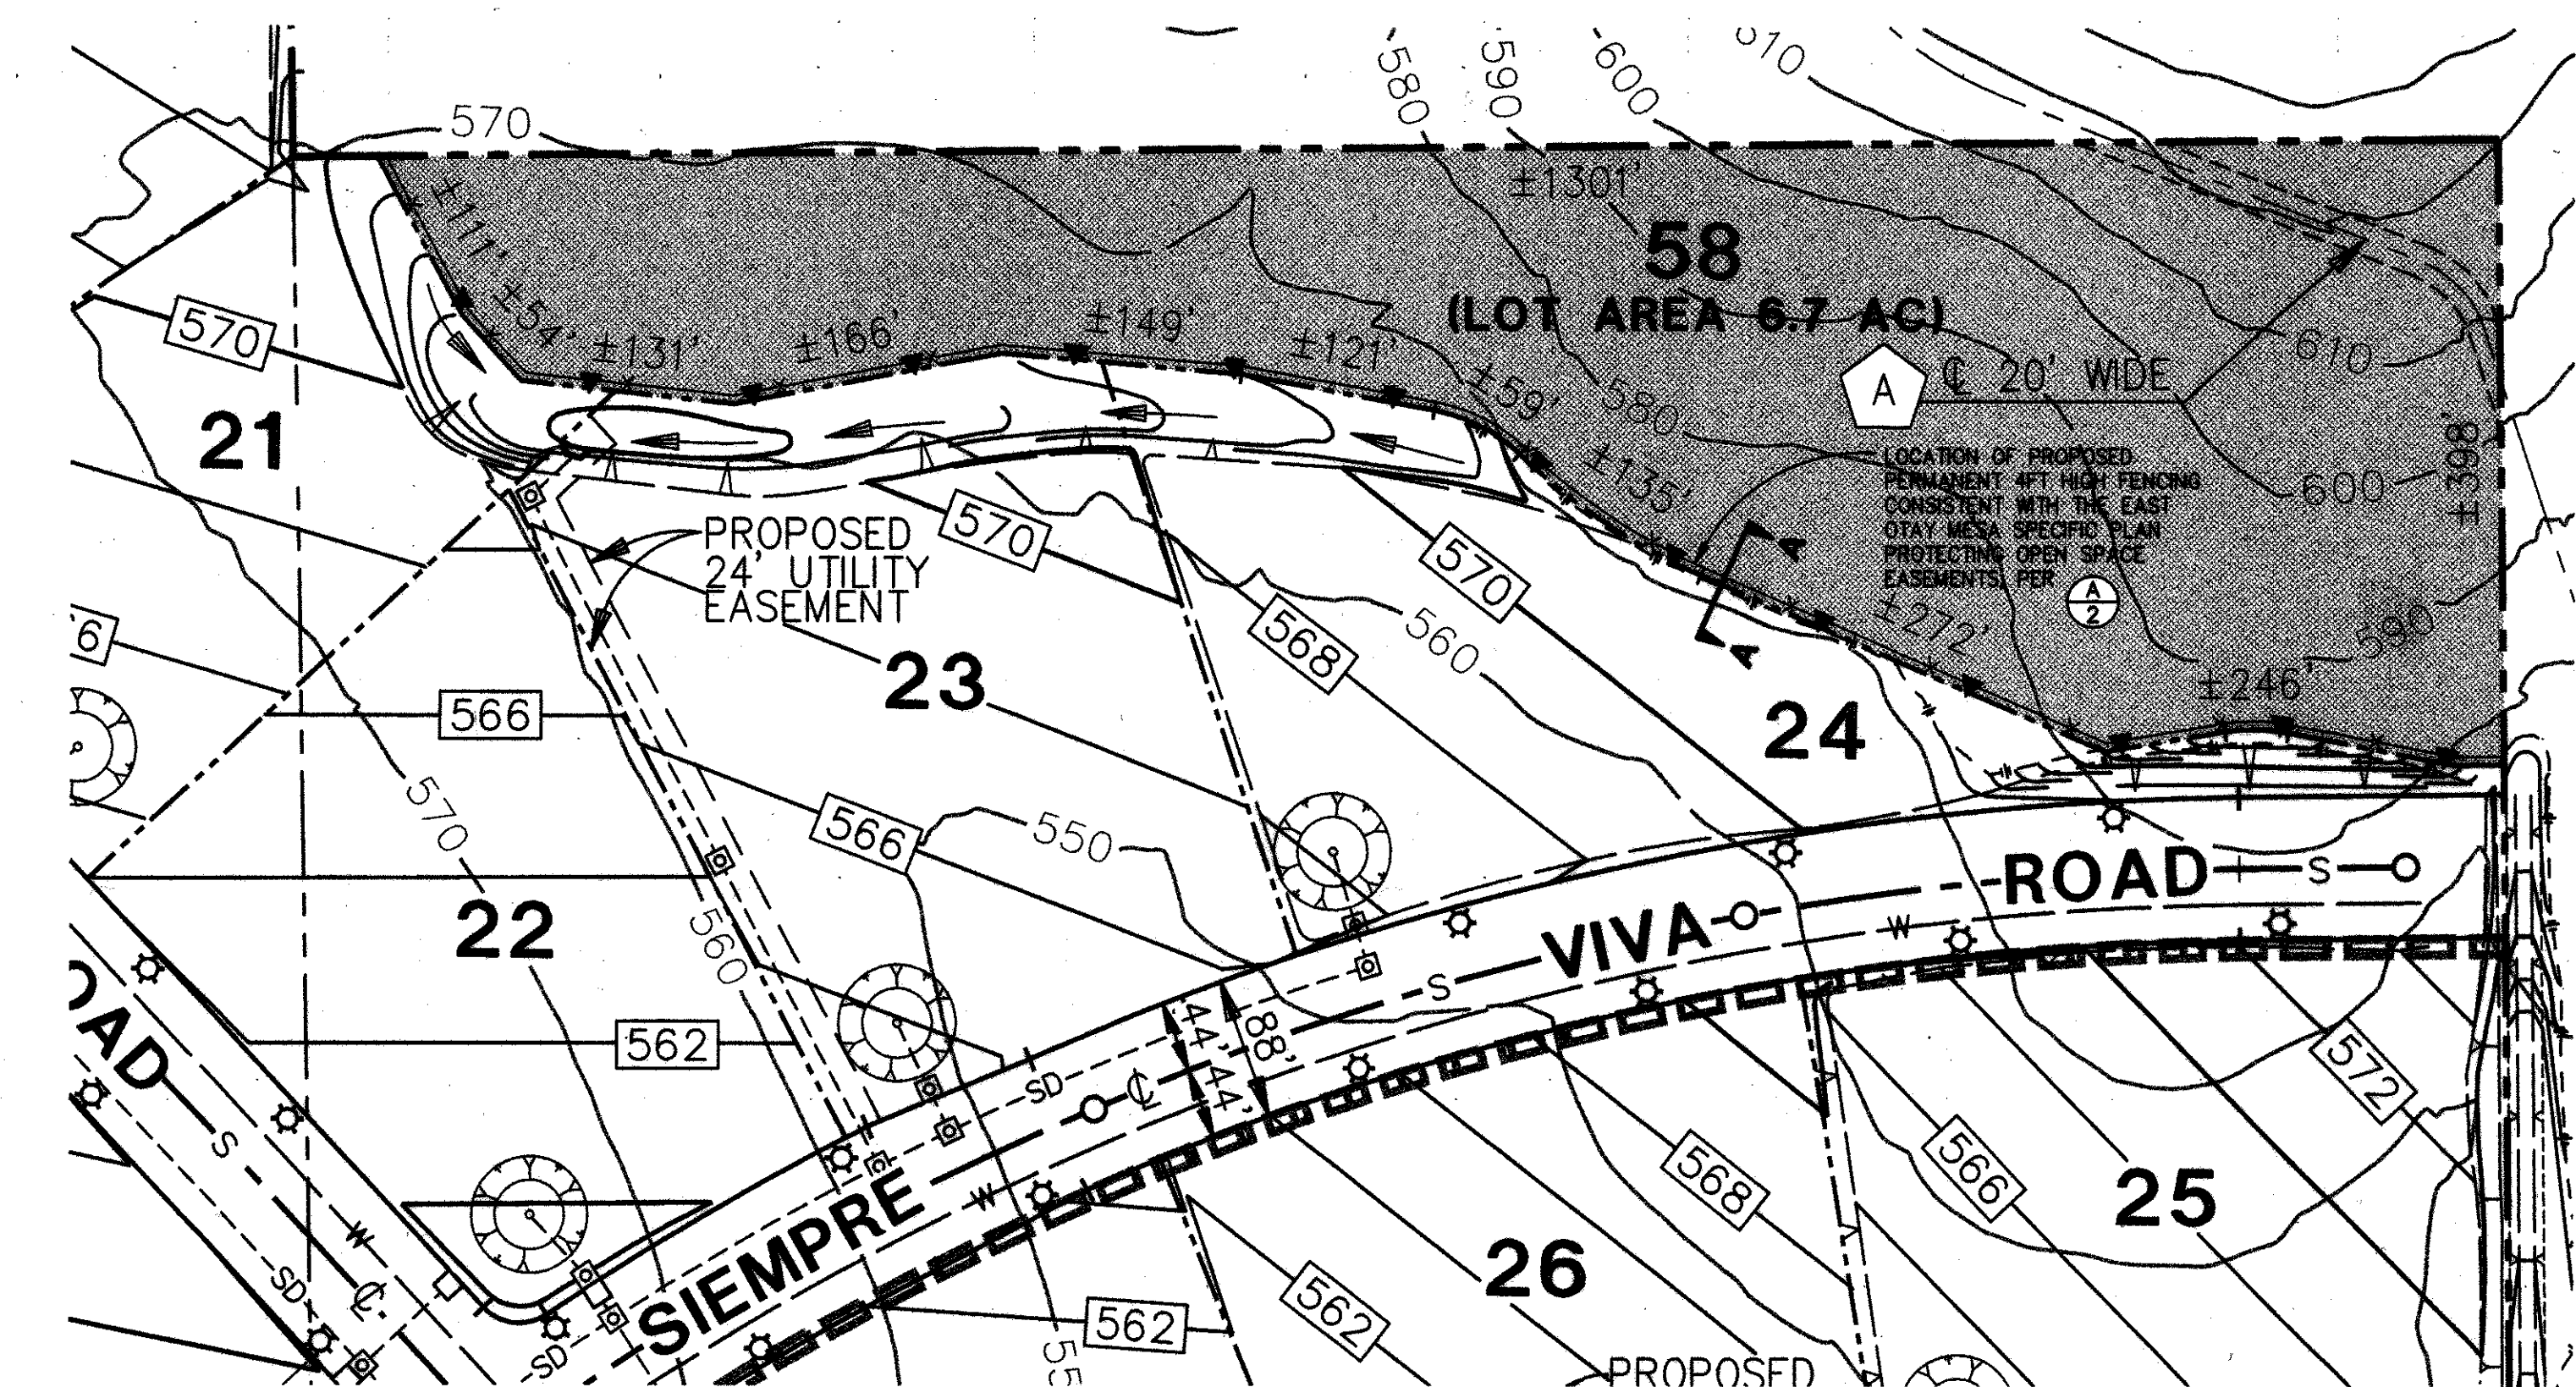 570
580
590
600
±1301'
58
(LOT AREA 6.7 AC)
±111'
±54'
±131'
±166'
±149'
±121'
±59'
±135'
±272'
±246'
±398'
580
610
600
590
A
℄ 20' WIDE
LOCATION OF PROPOSED
PERMANENT 4FT HIGH FENCING
CONSISTENT WITH THE EAST
OTAY MESA SPECIFIC PLAN
PROTECTING OPEN SPACE
EASEMENTS, PER
A
2
A
A
570
21
PROPOSED
24' UTILITY
EASEMENT
570
570
568
560
23
24
566
570
566
550
22
560
562
SIEMPRE VIVA ROAD
OAD
S
S
S
W
W
W
SD
SD
SD
℄
℄
44'
44'
88'
572
568
566
25
26
562
562
PROPOSED